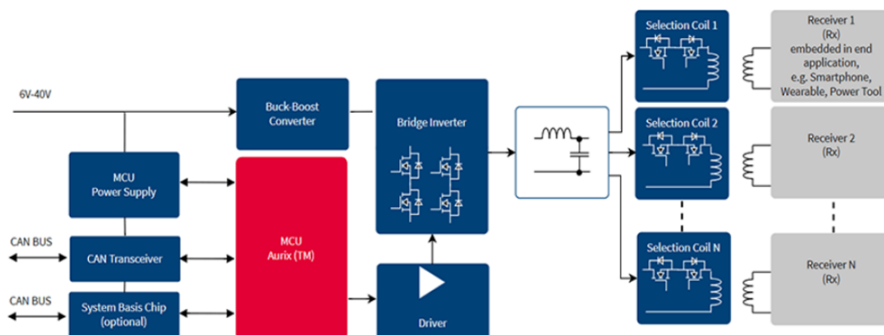 6V-40V
Buck-Boost
Converter
Bridge Inverter
MCU
Power Supply
CAN BUS
CAN Transceiver
CAN BUS
System Basis Chip
(optional)
MCU
Aurix (TM)
Driver
Selection Coil 1
Receiver 1
(Rx)
embedded in end
application,
e.g. Smartphone,
Wearable, Power Tool
Selection Coil 2
Receiver 2
(Rx)
Selection Coil N
Receiver N
(Rx)